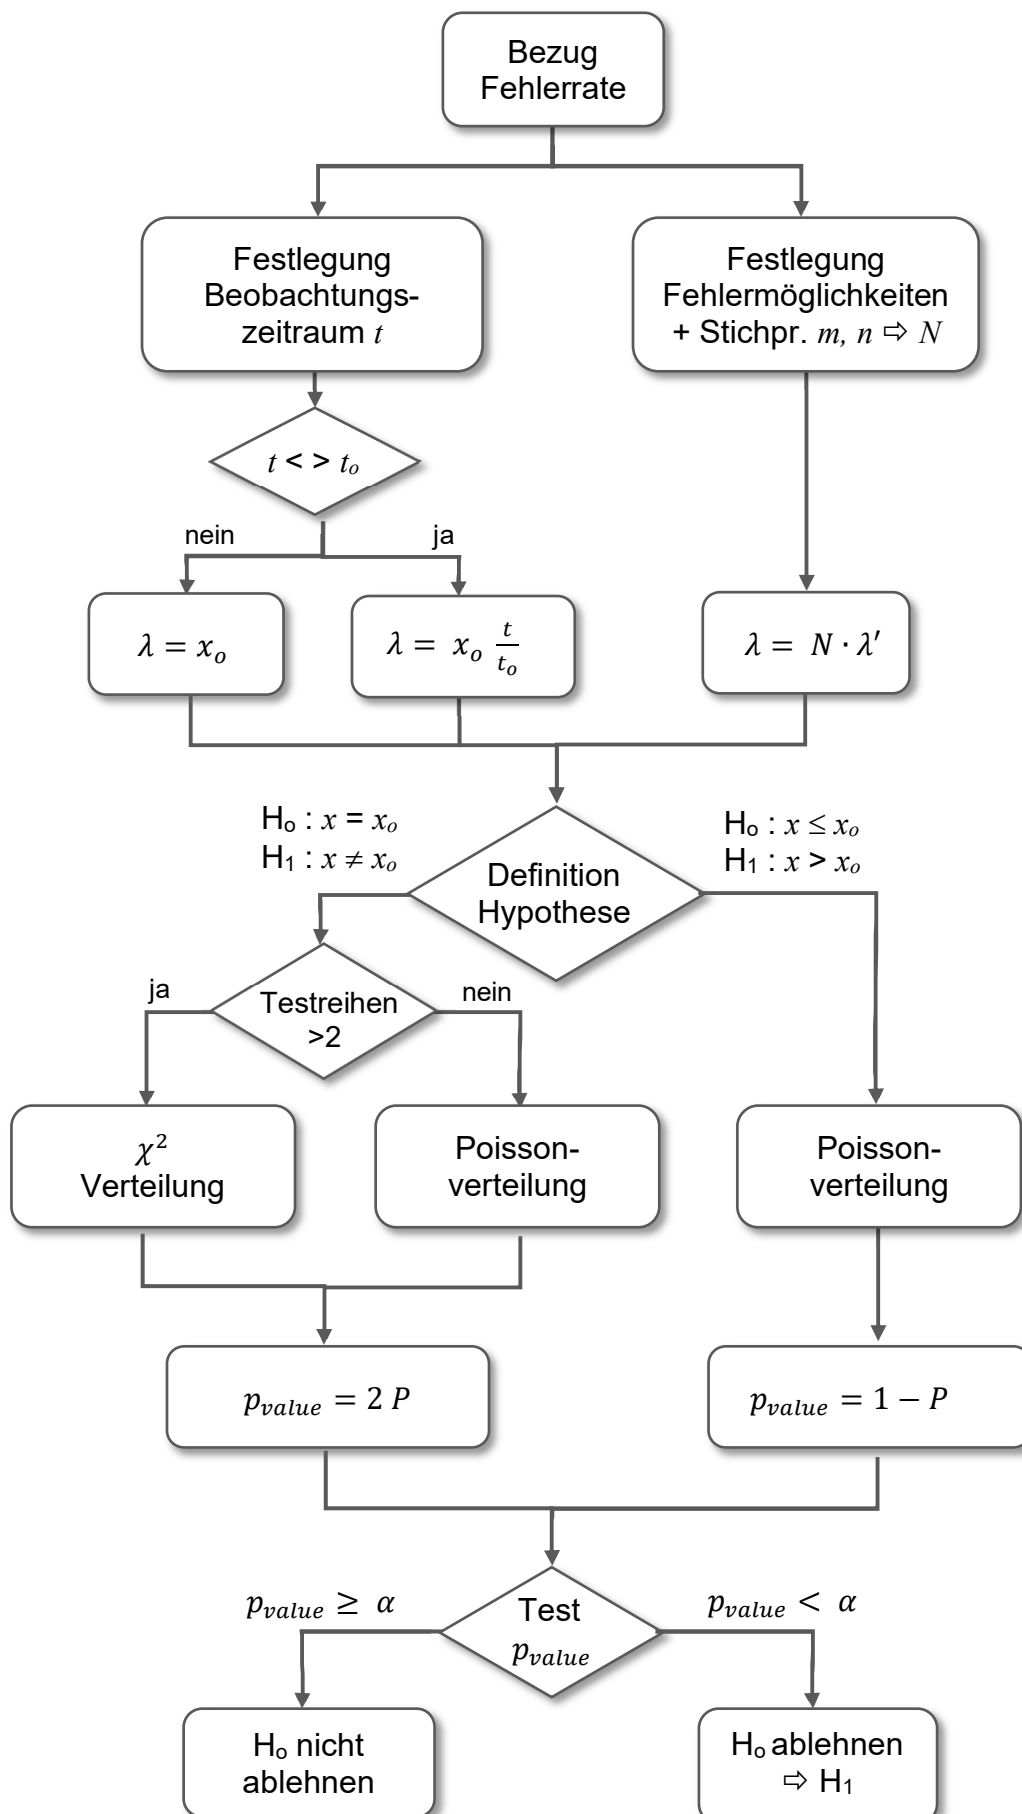 Bezug
Fehlerrate
Festlegung
Beobachtungs-
zeitraum t
Festlegung
Fehlermöglichkeiten
+ Stichpr. m, n ⇨ N
t < > tₒ
nein
ja
λ = xₒ
λ = xₒ t/tₒ
λ = N · λ′
Hₒ : x = xₒ
H₁ : x ≠ xₒ
Hₒ : x ≤ xₒ
H₁ : x > xₒ
Definition
Hypothese
ja
Testreihen
>2
nein
χ²
Verteilung
Poisson-
verteilung
Poisson-
verteilung
p_value = 2 P
p_value = 1 − P
p_value ≥ α
Test
p_value
p_value < α
Hₒ nicht
ablehnen
Hₒ ablehnen
⇨ H₁